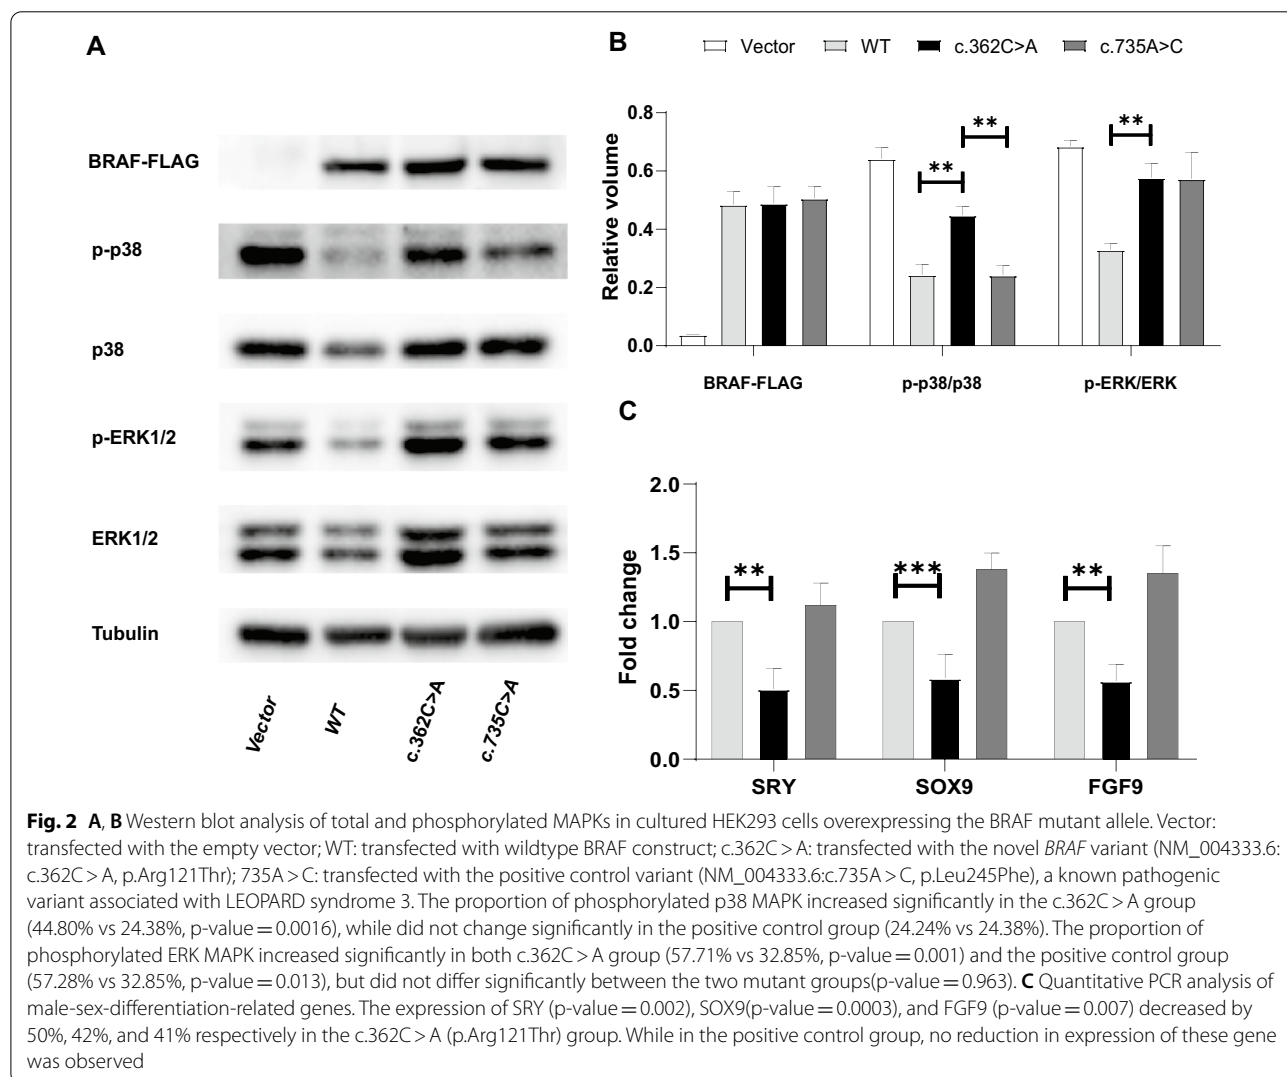 A
BRAF-FLAG
p-p38
p38
p-ERK1/2
ERK1/2
Tubulin
Vector
WT
c.362C>A
c.735C>A
B
Vector WT c.362C>A c.735A>C
Relative volume
0.8
0.6
0.4
0.2
0.0
**
**
**
BRAF-FLAG p-p38/p38 p-ERK/ERK
C
Fold change
2.0
1.5
1.0
0.5
0.0
** *** **
SRY SOX9 FGF9
Fig. 2 A, B Western blot analysis of total and phosphorylated MAPKs in cultured HEK293 cells overexpressing the BRAF mutant allele. Vector:
transfected with the empty vector; WT: transfected with wildtype BRAF construct; c.362C > A: transfected with the novel BRAF variant (NM_004333.6:
c.362C > A, p.Arg121Thr); 735A > C: transfected with the positive control variant (NM_004333.6:c.735A > C, p.Leu245Phe), a known pathogenic
variant associated with LEOPARD syndrome 3. The proportion of phosphorylated p38 MAPK increased significantly in the c.362C > A group
(44.80% vs 24.38%, p-value = 0.0016), while did not change significantly in the positive control group (24.24% vs 24.38%). The proportion of
phosphorylated ERK MAPK increased significantly in both c.362C > A group (57.71% vs 32.85%, p-value = 0.001) and the positive control group
(57.28% vs 32.85%, p-value = 0.013), but did not differ significantly between the two mutant groups(p-value = 0.963). C Quantitative PCR analysis of
male-sex-differentiation-related genes. The expression of SRY (p-value = 0.002), SOX9(p-value = 0.0003), and FGF9 (p-value = 0.007) decreased by
50%, 42%, and 41% respectively in the c.362C > A (p.Arg121Thr) group. While in the positive control group, no reduction in expression of these gene
was observed